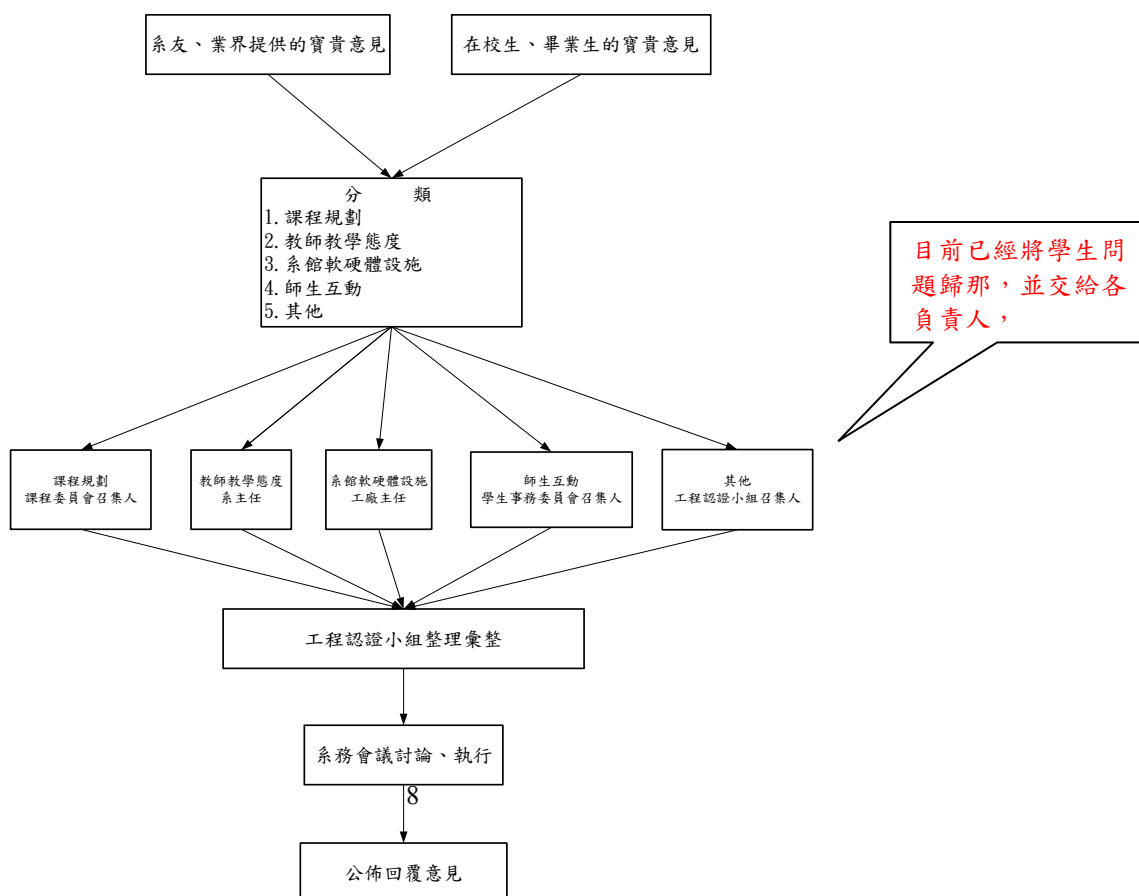 系友、業界提供的寶貴意見
在校生、畢業生的寶貴意見
分 類
1.課程規劃
2.教師教學態度
3.系館軟硬體設施
4.師生互動
5.其他
目前已經將學生問
題歸那，並交給各
負責人，
課程規劃
課程委員會召集人
教師教學態度
系主任
系館軟硬體設施
工廠主任
師生互動
學生事務委員會召集人
其他
工程認證小組召集人
工程認證小組整理彙整
系務會議討論、執行
8
公佈回覆意見